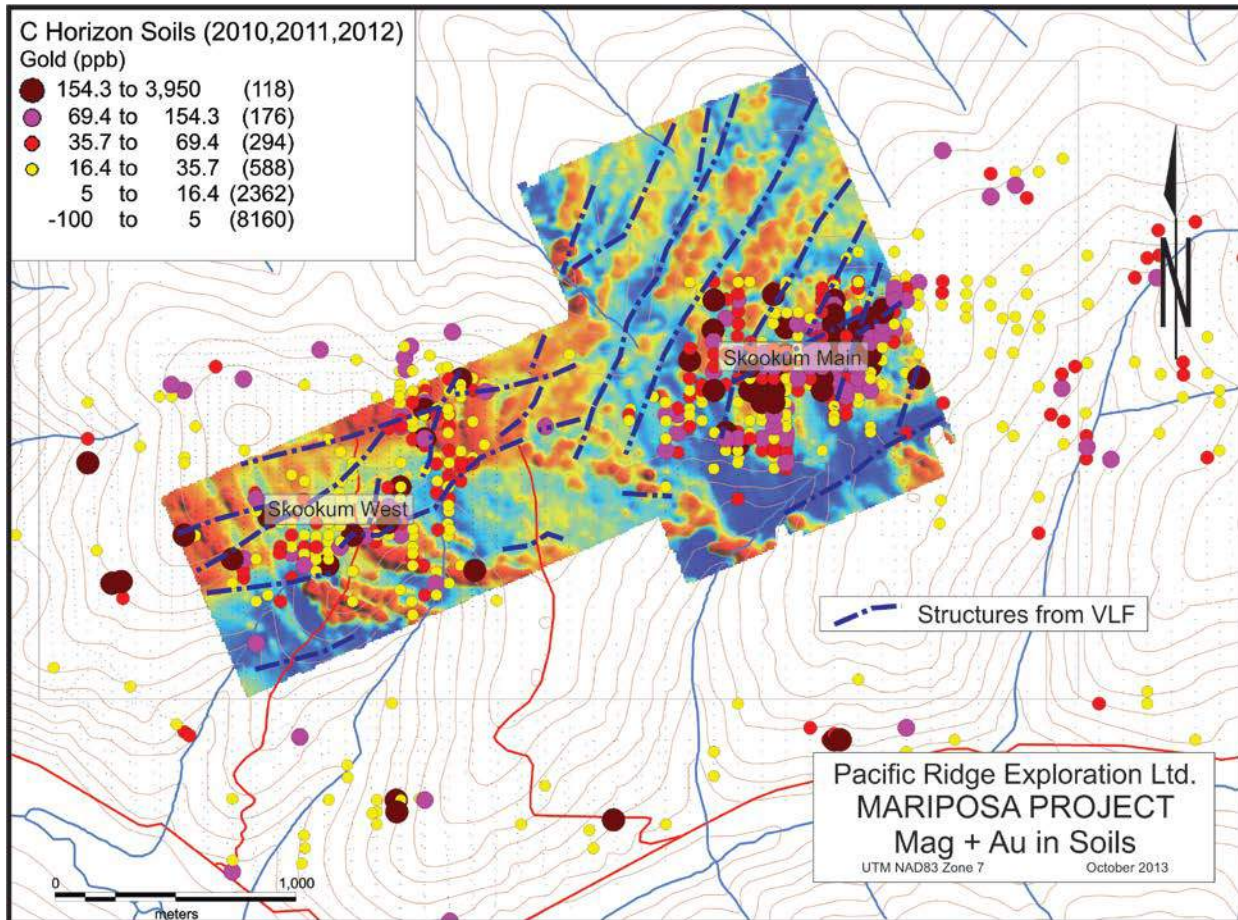 C Horizon Soils (2010,2011,2012)
Gold (ppb)
154.3 to 3,950 (118)
69.4 to 154.3 (176)
35.7 to 69.4 (294)
16.4 to 35.7 (588)
5 to 16.4 (2362)
-100 to 5 (8160)
N
Skookum Main
Skookum West
Structures from VLF
Pacific Ridge Exploration Ltd.
MARIPOSA PROJECT
Mag + Au in Soils
UTM NAD83 Zone 7 October 2013
0 1,000
meters